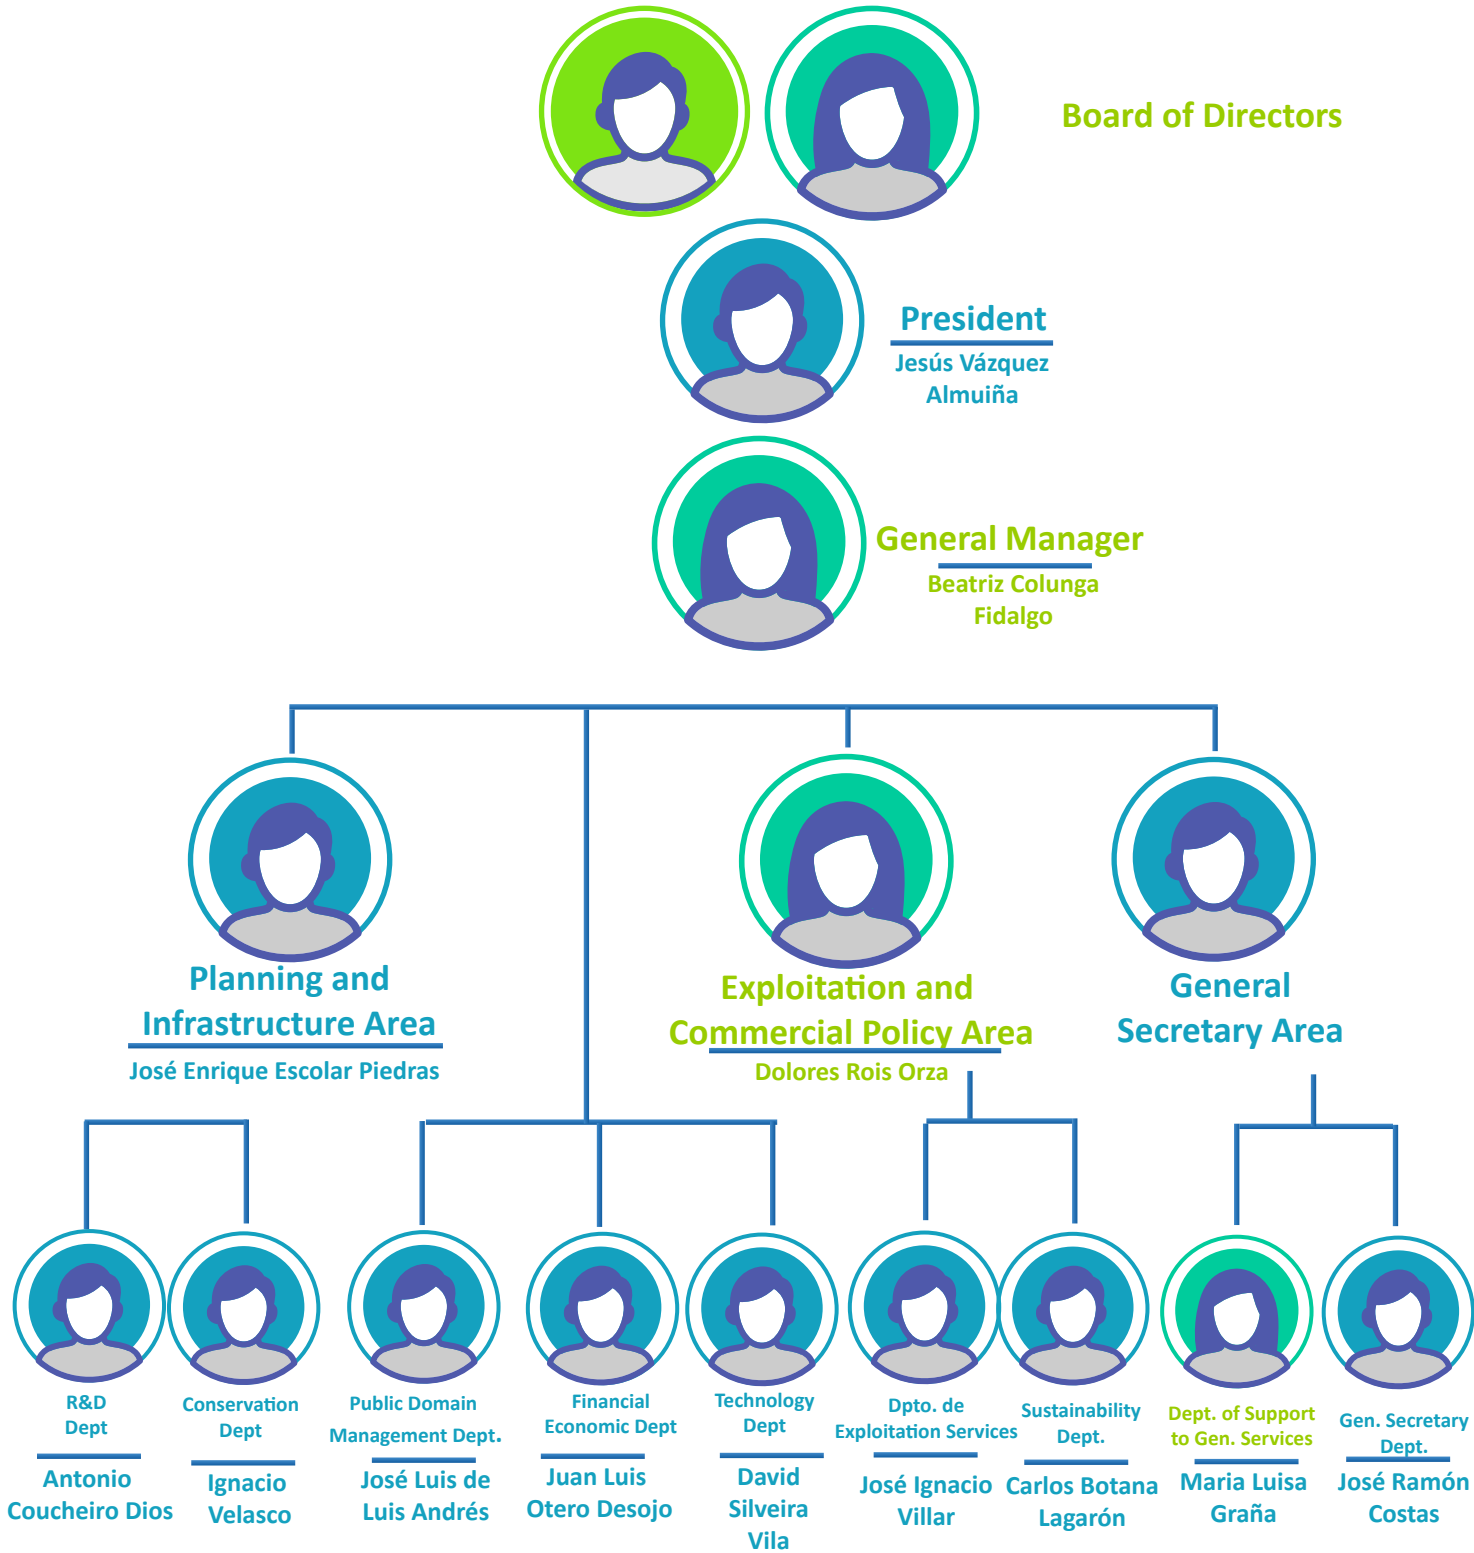 Board of Directors
President
Jesús Vázquez
Almuiña
General Manager
Beatriz Colunga
Fidalgo
Planning and
Infrastructure Area
José Enrique Escolar Piedras
Exploitation and
Commercial Policy Area
Dolores Rois Orza
General
Secretary Area
R&D
Dept
Antonio
Coucheiro Dios
Conservation
Dept
Ignacio
Velasco
Public Domain
Management Dept.
José Luis de
Luis Andrés
Financial
Economic Dept
Juan Luis
Otero Desojo
Technology
Dept
David
Silveira
Vila
Dpto. de
Exploitation Services
José Ignacio
Villar
Sustainability
Dept.
Carlos Botana
Lagarón
Dept. of Support
to Gen. Services
Maria Luisa
Graña
Gen. Secretary
Dept.
José Ramón
Costas